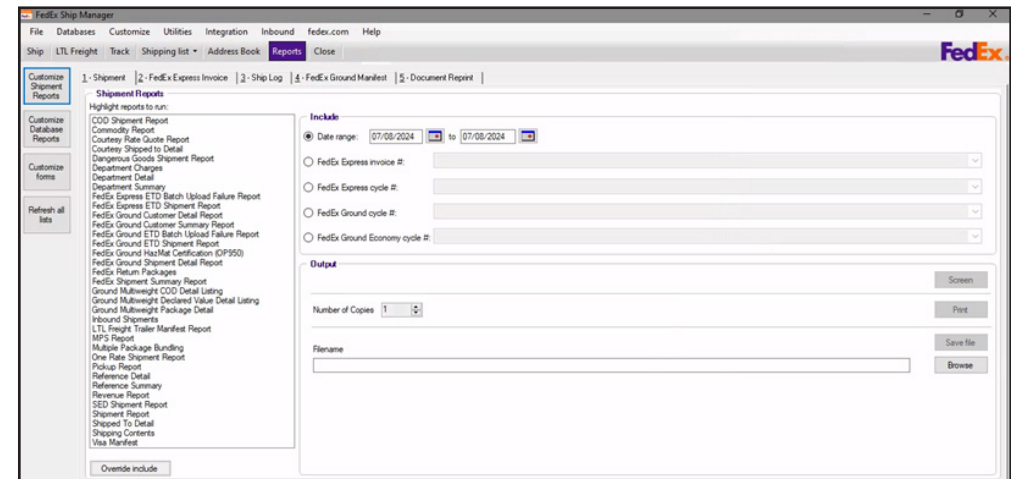 FedEx Ship Manager
File Databases Customize Utilities Integration Inbound fedex.com Help
Ship LTL Freight Track Shipping list Address Book Reports Close
FedEx
Customize Shipment Reports
Customize Database Reports
Customize forms
Refresh all lists
1 - Shipment 2 - FedEx Express Invoice 3 - Ship Log 4 - FedEx Ground Manifest 5 - Document Reprint
Shipment Reports
Highlight reports to run:
COD Shipment Report
Commodity Report
Courtesy Rate Quote Report
Courtesy Shipped to Detail
Dangerous Goods Shipment Report
Department Charges
Department Detail
Department Summary
FedEx Express ETD Batch Upload Failure Report
FedEx Express ETD Shipment Report
FedEx Ground Customer Detail Report
FedEx Ground Customer Summary Report
FedEx Ground ETD Batch Upload Failure Report
FedEx Ground ETD Shipment Report
FedEx Ground HazMat Certification (OP950)
FedEx Ground Shipment Detail Report
FedEx Return Packages
FedEx Shipment Summary Report
Ground Multiweight COD Detail Listing
Ground Multiweight Declared Value Detail Listing
Ground Multiweight Package Detail
Inbound Shipments
LTL Freight Trailer Manifest Report
MPS Report
Multiple Package Bundling
One Rate Shipment Report
Pickup Report
Reference Detail
Reference Summary
Revenue Report
SED Shipment Report
Shipment Report
Shipped To Detail
Shipping Contents
Visa Manifest
Override include
Include
Date range: 07/08/2024 to 07/08/2024
FedEx Express invoice #:
FedEx Express cycle #:
FedEx Ground cycle #:
FedEx Ground Economy cycle #:
Output
Screen
Number of Copies 1 Print
Save file
Filename
Browse